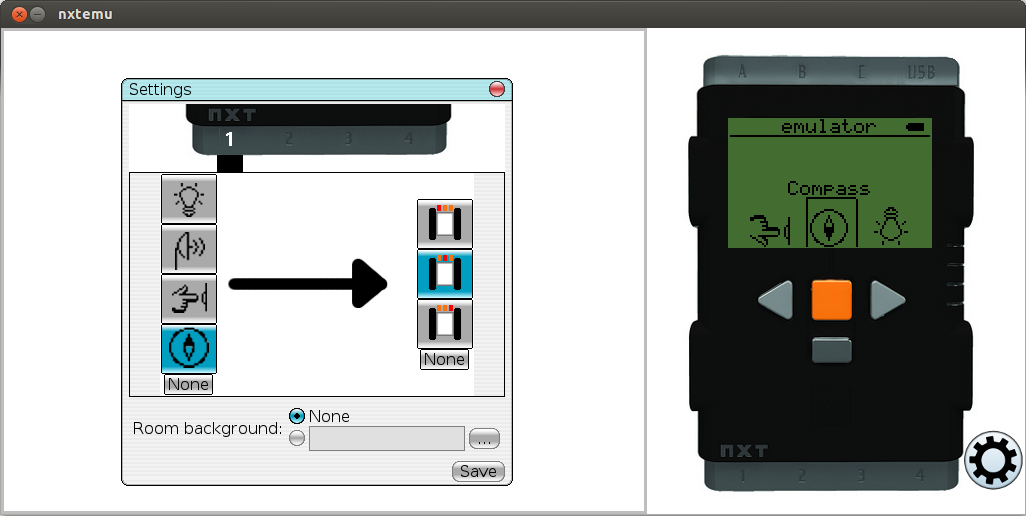 nxtemu
Settings
nxt
1 2 3 4
None
None
Room background:
None
...
Save
A B C USB
emulator
Compass
nxt
1 2 3 4